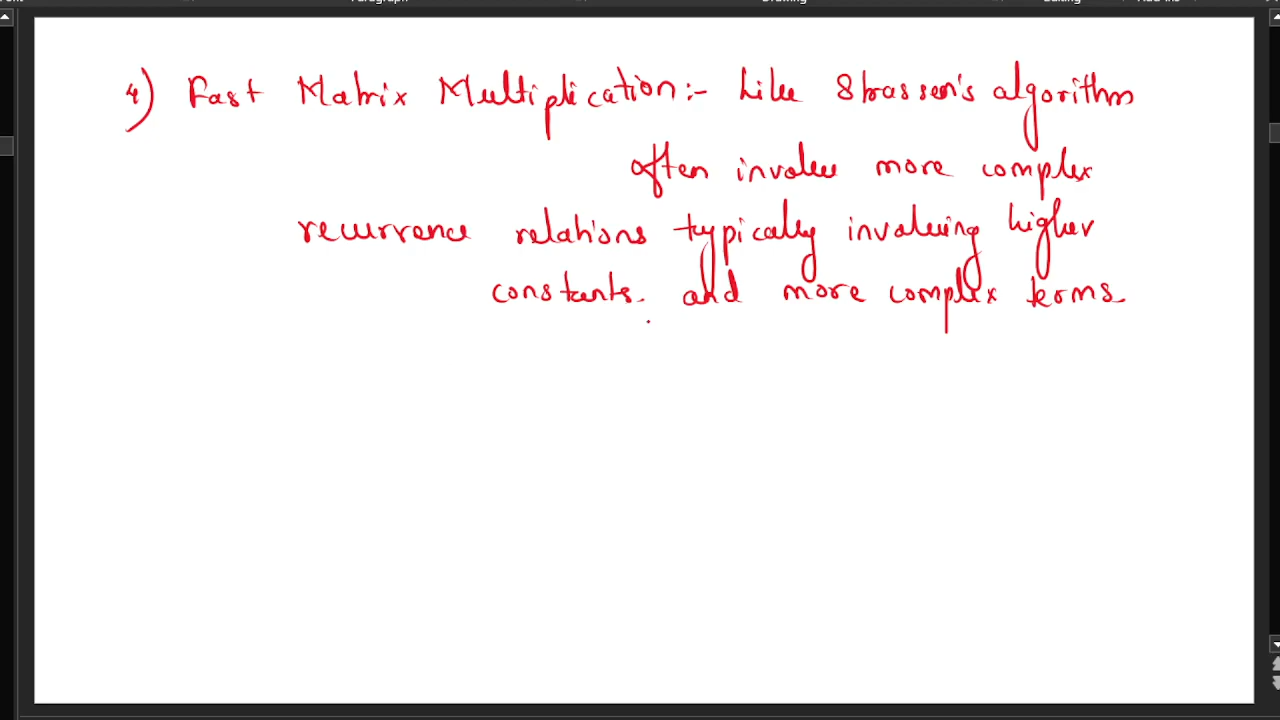 4) Fast Matrix Multiplication:- Like Strassen's algorithm
often involve more complex
recurrence relations typically involving higher
constants. and more complex terms.